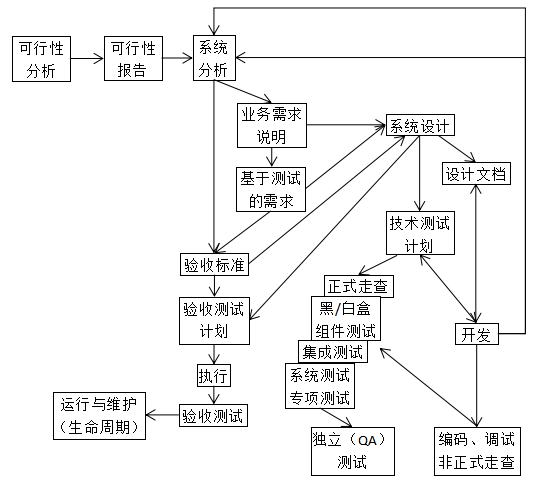 可行性
分析
可行性
报告
系统
分析
业务需求
说明
系统设计
基于测试
的需求
设计文档
技术测试
计划
验收标准
正式走查
验收测试
计划
黑/白盒
组件测试
开发
集成测试
执行
系统测试
专项测试
运行与维护
（生命周期）
验收测试
独立（QA）
测试
编码、调试
非正式走查